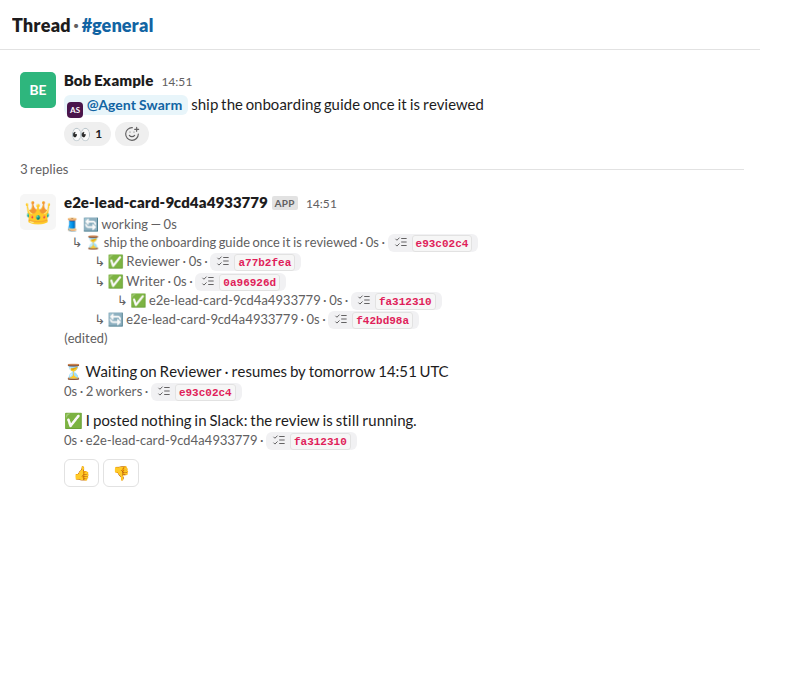 Thread • #general
BE
Bob Example 14:51
AS @Agent Swarm ship the onboarding guide once it is reviewed
1
3 replies
e2e-lead-card-9cd4a4933779 APP 14:51
working — 0s
↳ ship the onboarding guide once it is reviewed · 0s · e93c02c4
↳ Reviewer · 0s · a77b2fea
↳ Writer · 0s · 0a96926d
↳ e2e-lead-card-9cd4a4933779 · 0s · fa312310
↳ e2e-lead-card-9cd4a4933779 · 0s · f42bd98a
(edited)
Waiting on Reviewer · resumes by tomorrow 14:51 UTC
0s · 2 workers · e93c02c4
I posted nothing in Slack: the review is still running.
0s · e2e-lead-card-9cd4a4933779 · fa312310